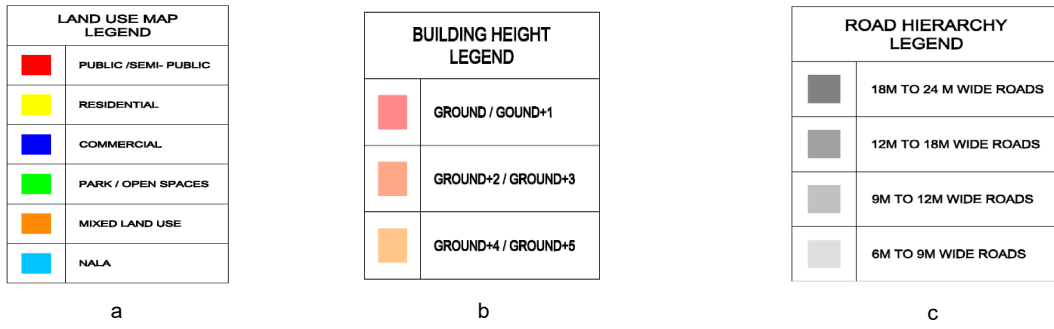 LAND USE MAP
LEGEND
PUBLIC /SEMI- PUBLIC
RESIDENTIAL
COMMERCIAL
PARK / OPEN SPACES
MIXED LAND USE
NALA
a
BUILDING HEIGHT
LEGEND
GROUND / GOUND+1
GROUND+2 / GROUND+3
GROUND+4 / GROUND+5
b
ROAD HIERARCHY
LEGEND
18M TO 24 M WIDE ROADS
12M TO 18M WIDE ROADS
9M TO 12M WIDE ROADS
6M TO 9M WIDE ROADS
c